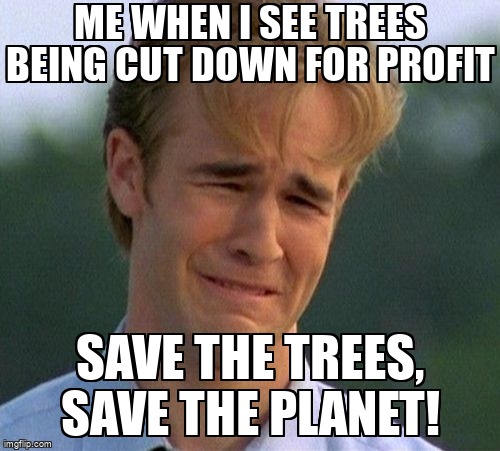 ME WHEN I SEE TREES
BEING CUT DOWN FOR PROFIT
SAVE THE TREES,
SAVE THE PLANET!
imgflip.com